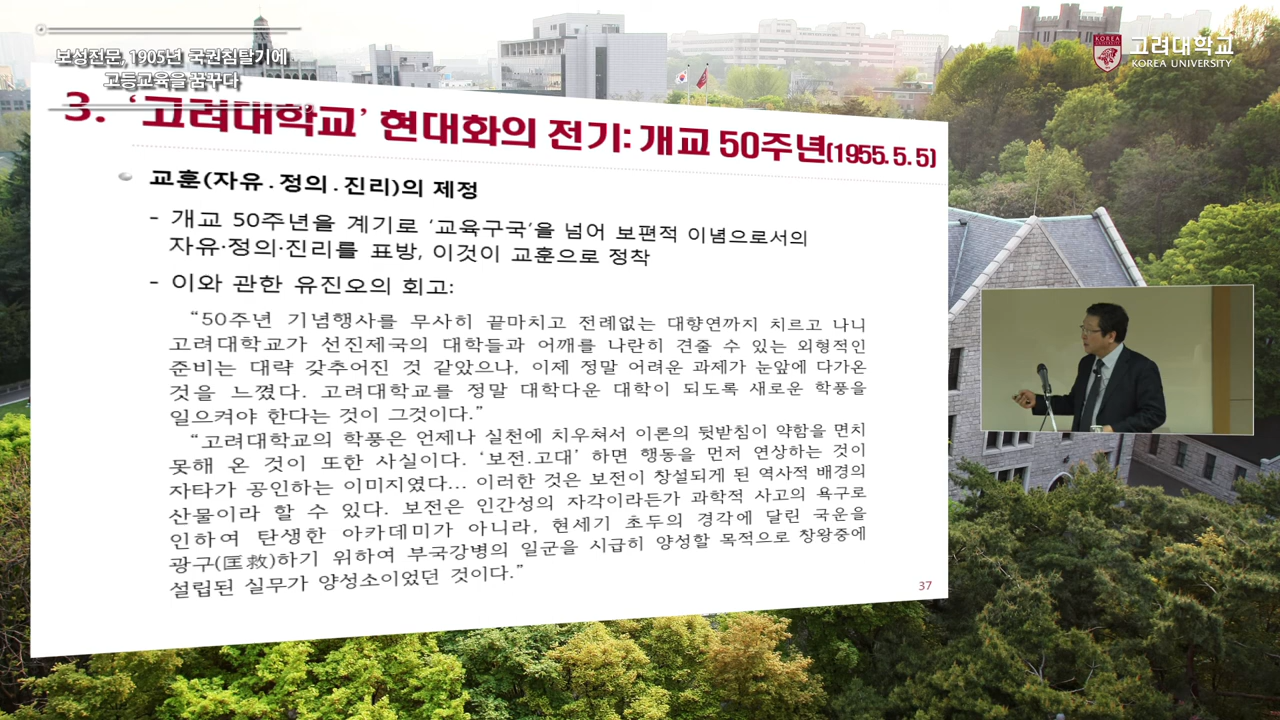 보성전문, 1905년 국권침탈기에
고등교육을 꿈꾸다
KOREA
UNIVERSITY
고려대학교
KOREA UNIVERSITY
3. ‘고려대학교’ 현대화의 전기: 개교 50주년(1955. 5. 5)
교훈(자유 . 정의 . 진리)의 제정
- 개교 50주년을 계기로 ‘교육구국’을 넘어 보편적 이념으로서의
자유·정의·진리를 표방, 이것이 교훈으로 정착
- 이와 관한 유진오의 회고:
“50주년 기념행사를 무사히 끝마치고 전례없는 대향연까지 치르고 나니
고려대학교가 선진제국의 대학들과 어깨를 나란히 견줄 수 있는 외형적인
준비는 대략 갖추어진 것 같았으나, 이제 정말 어려운 과제가 눈앞에 다가온
것을 느꼈다. 고려대학교를 정말 대학다운 대학이 되도록 새로운 학풍을
일으켜야 한다는 것이 그것이다.”
“고려대학교의 학풍은 언제나 실천에 치우쳐서 이론의 뒷받침이 약함을 면치
못해 온 것이 또한 사실이다. ‘보전.고대’ 하면 행동을 먼저 연상하는 것이
자타가 공인하는 이미지였다... 이러한 것은 보전이 창설되게 된 역사적 배경의
산물이라 할 수 있다. 보전은 인간성의 자각이라든가 과학적 사고의 욕구로
인하여 탄생한 아카데미가 아니라, 현세기 초두의 경각에 달린 국운을
광구(匡救)하기 위하여 부국강병의 일군을 시급히 양성할 목적으로 창왕중에
설립된 실무가 양성소이었던 것이다.”
37